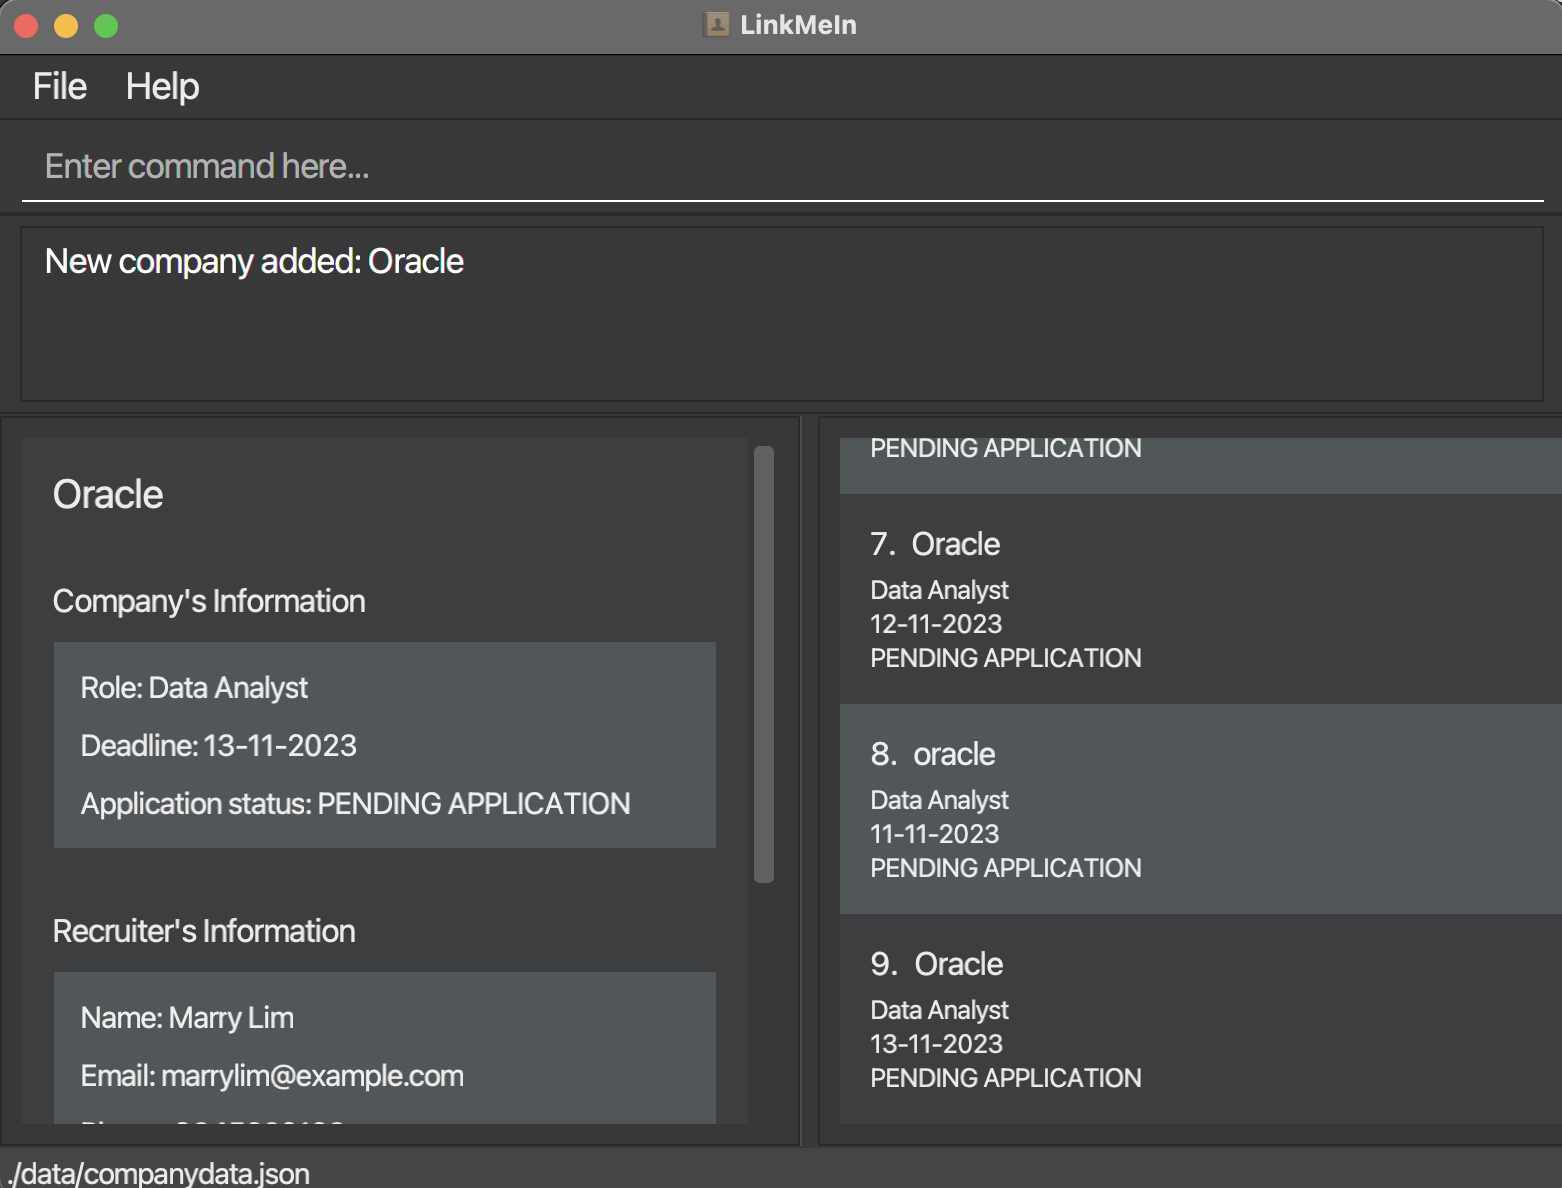 LinkMeIn
File Help
Enter command here...
New company added: Oracle
Oracle
Company's Information
Role: Data Analyst
Deadline: 13-11-2023
Application status: PENDING APPLICATION
Recruiter's Information
Name: Marry Lim
Email: marrylim@example.com
PENDING APPLICATION
7. Oracle
Data Analyst
12-11-2023
PENDING APPLICATION
8. oracle
Data Analyst
11-11-2023
PENDING APPLICATION
9. Oracle
Data Analyst
13-11-2023
PENDING APPLICATION
./data/companydata.json